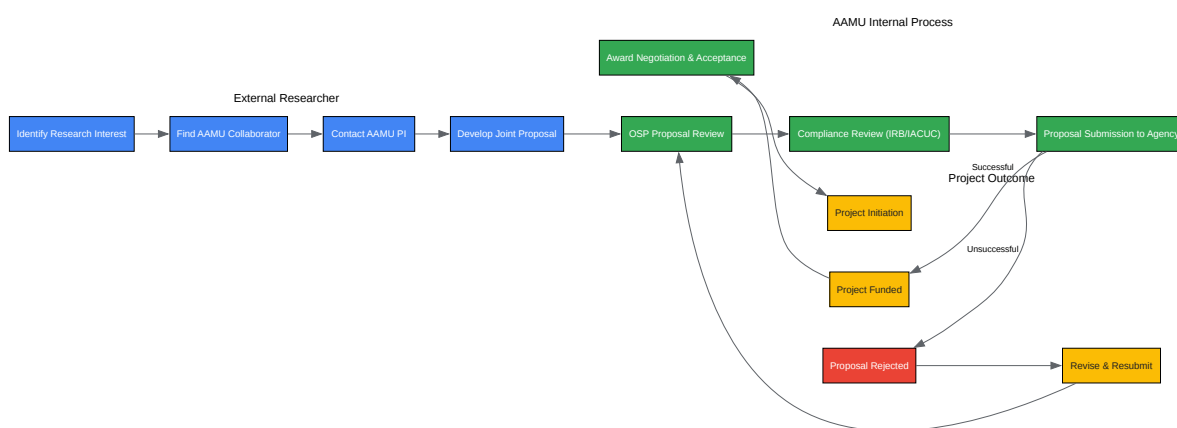 AAMU Internal Process
Award Negotiation & Acceptance
External Researcher
Identify Research Interest
Find AAMU Collaborator
Contact AAMU PI
Develop Joint Proposal
OSP Proposal Review
Compliance Review (IRB/IACUC)
Proposal Submission to Agency
Successful
Project Outcome
Project Initiation
Unsuccessful
Project Funded
Proposal Rejected
Revise & Resubmit